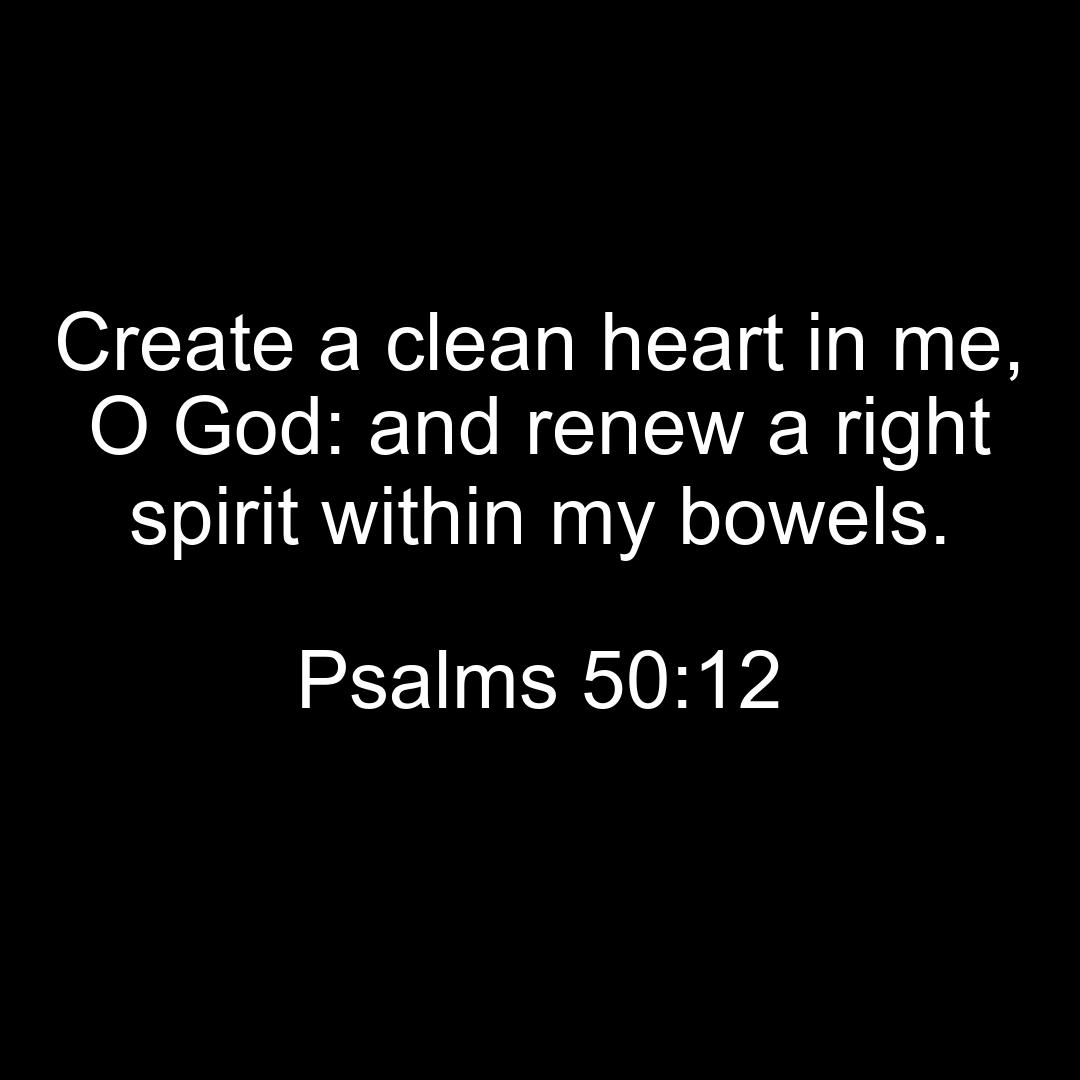 Create a clean heart in me,
O God: and renew a right
spirit within my bowels.
Psalms 50:12